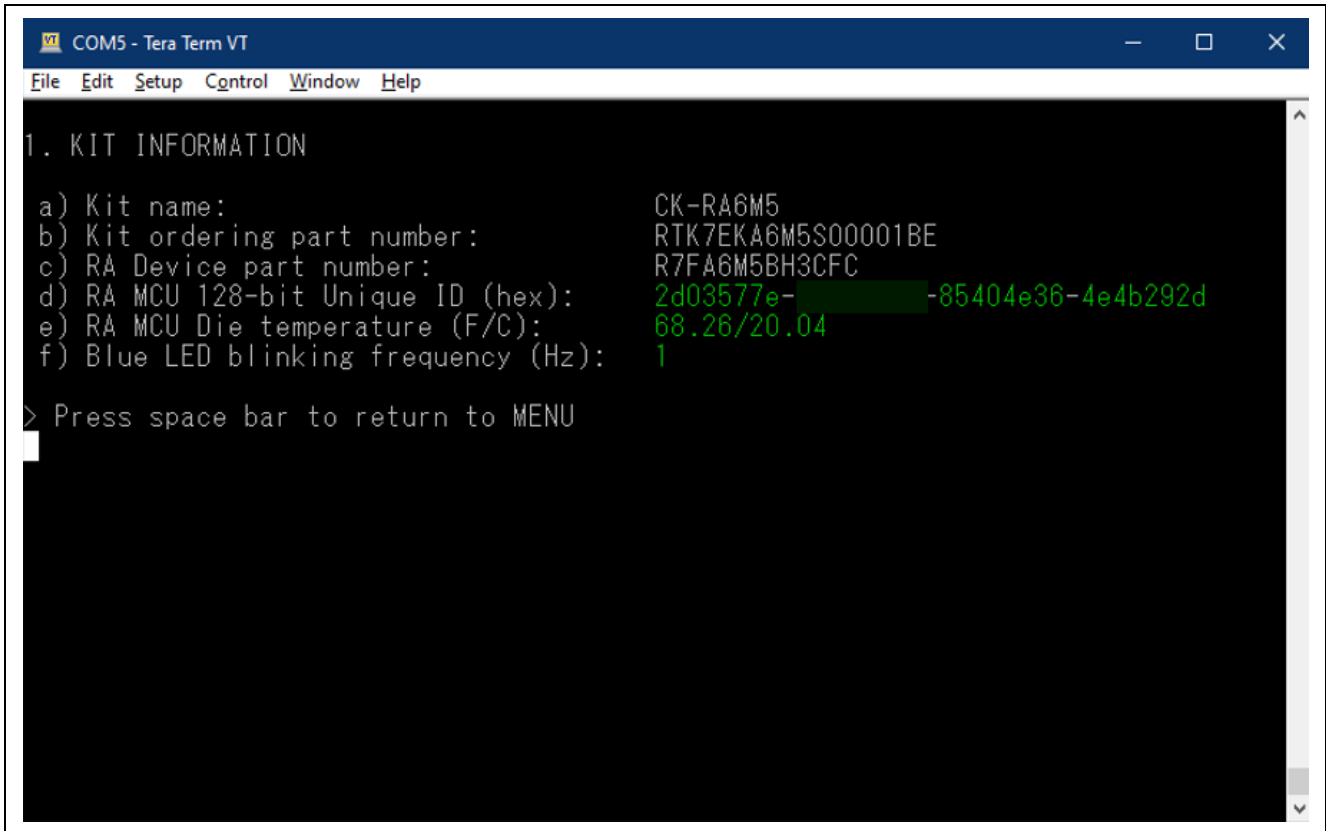 COM5 - Tera Term VT
File Edit Setup Control Window Help
1. KIT INFORMATION
a) Kit name: CK-RA6M5
b) Kit ordering part number: RTK7EKA6M5S00001BE
c) RA Device part number: R7FA6M5BH3CFC
d) RA MCU 128-bit Unique ID (hex): 2d03577e- -85404e36-4e4b292d
e) RA MCU Die temperature (F/C): 68.26/20.04
f) Blue LED blinking frequency (Hz): 1
> Press space bar to return to MENU